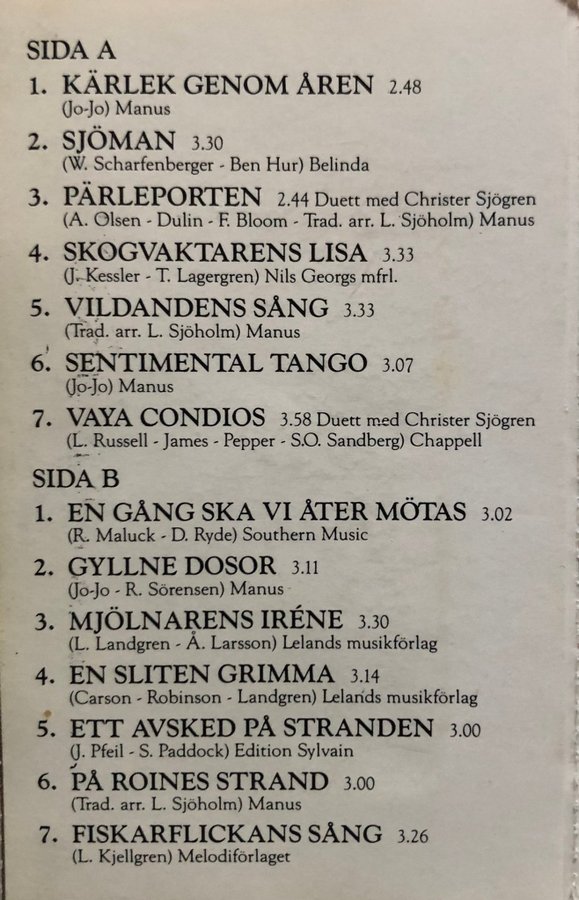 SIDA A
1. KÄRLEK GENOM ÅREN 2.48
(Jo-Jo) Manus
2. SJÖMAN 3.30
(W. Scharfenberger - Ben Hur) Belinda
3. PÄRLEPORTEN 2.44 Duett med Christer Sjögren
(A. Olsen - Dulin - F. Bloom - Trad. arr. L. Sjöholm) Manus
4. SKOGVAKTARENS LISA 3.33
(J. Kessler - T. Lagergren) Nils Georgs mfrl.
5. VILDANDENS SÅNG 3.33
(Trad. arr. L. Sjöholm) Manus
6. SENTIMENTAL TANGO 3.07
(Jo-Jo) Manus
7. VAYA CONDIOS 3.58 Duett med Christer Sjögren
(L. Russell - James - Pepper - S.O. Sandberg) Chappell
SIDA B
1. EN GÅNG SKA VI ÅTER MÖTAS 3.02
(R. Maluck - D. Ryde) Southern Music
2. GYLLNE DOSOR 3.11
(Jo-Jo - R. Sörensen) Manus
3. MJÖLNARENS IRÉNE 3.30
(L. Landgren - Å. Larsson) Lelands musikförlag
4. EN SLITEN GRIMMA 3.14
(Carson - Robinson - Landgren) Lelands musikförlag
5. ETT AVSKED PÅ STRANDEN 3.00
(J. Pfeil - S. Paddock) Edition Sylvain
6. PÅ ROINES STRAND 3.00
(Trad. arr. L. Sjöholm) Manus
7. FISKARFLICKANS SÅNG 3.26
(L. Kjellgren) Melodiförlaget